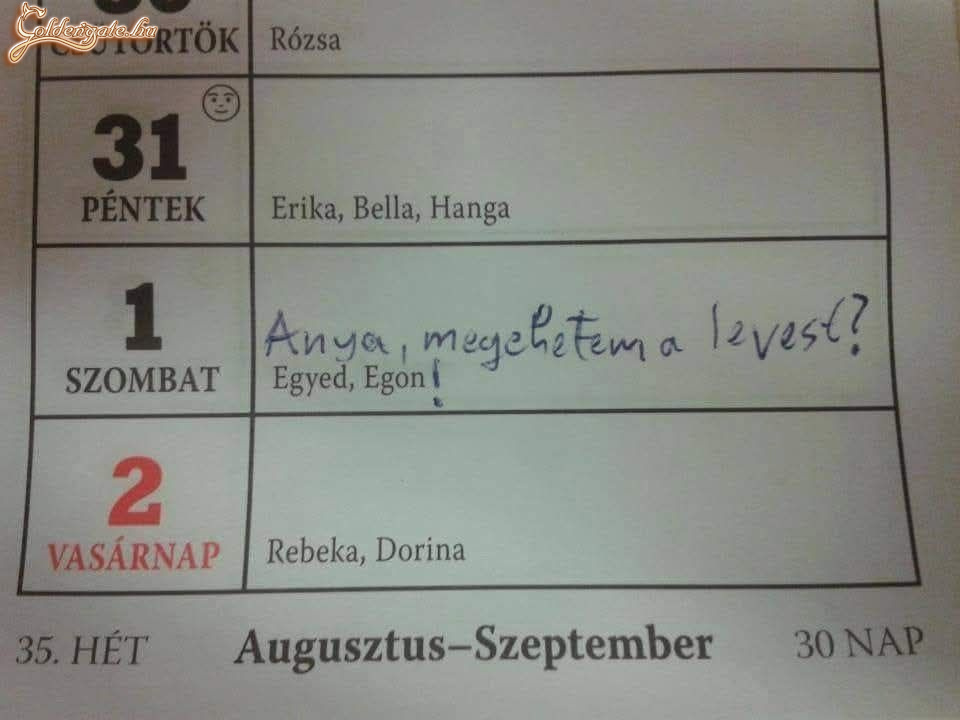 Goldengate.hu
30
CSÜTÖRTÖK Rózsa
31
PÉNTEK Erika, Bella, Hanga
1 Anya, megehetem a levest?
SZOMBAT Egyed, Egon!
2
VASÁRNAP Rebeka, Dorina
35. HÉT Augusztus–Szeptember 30 NAP